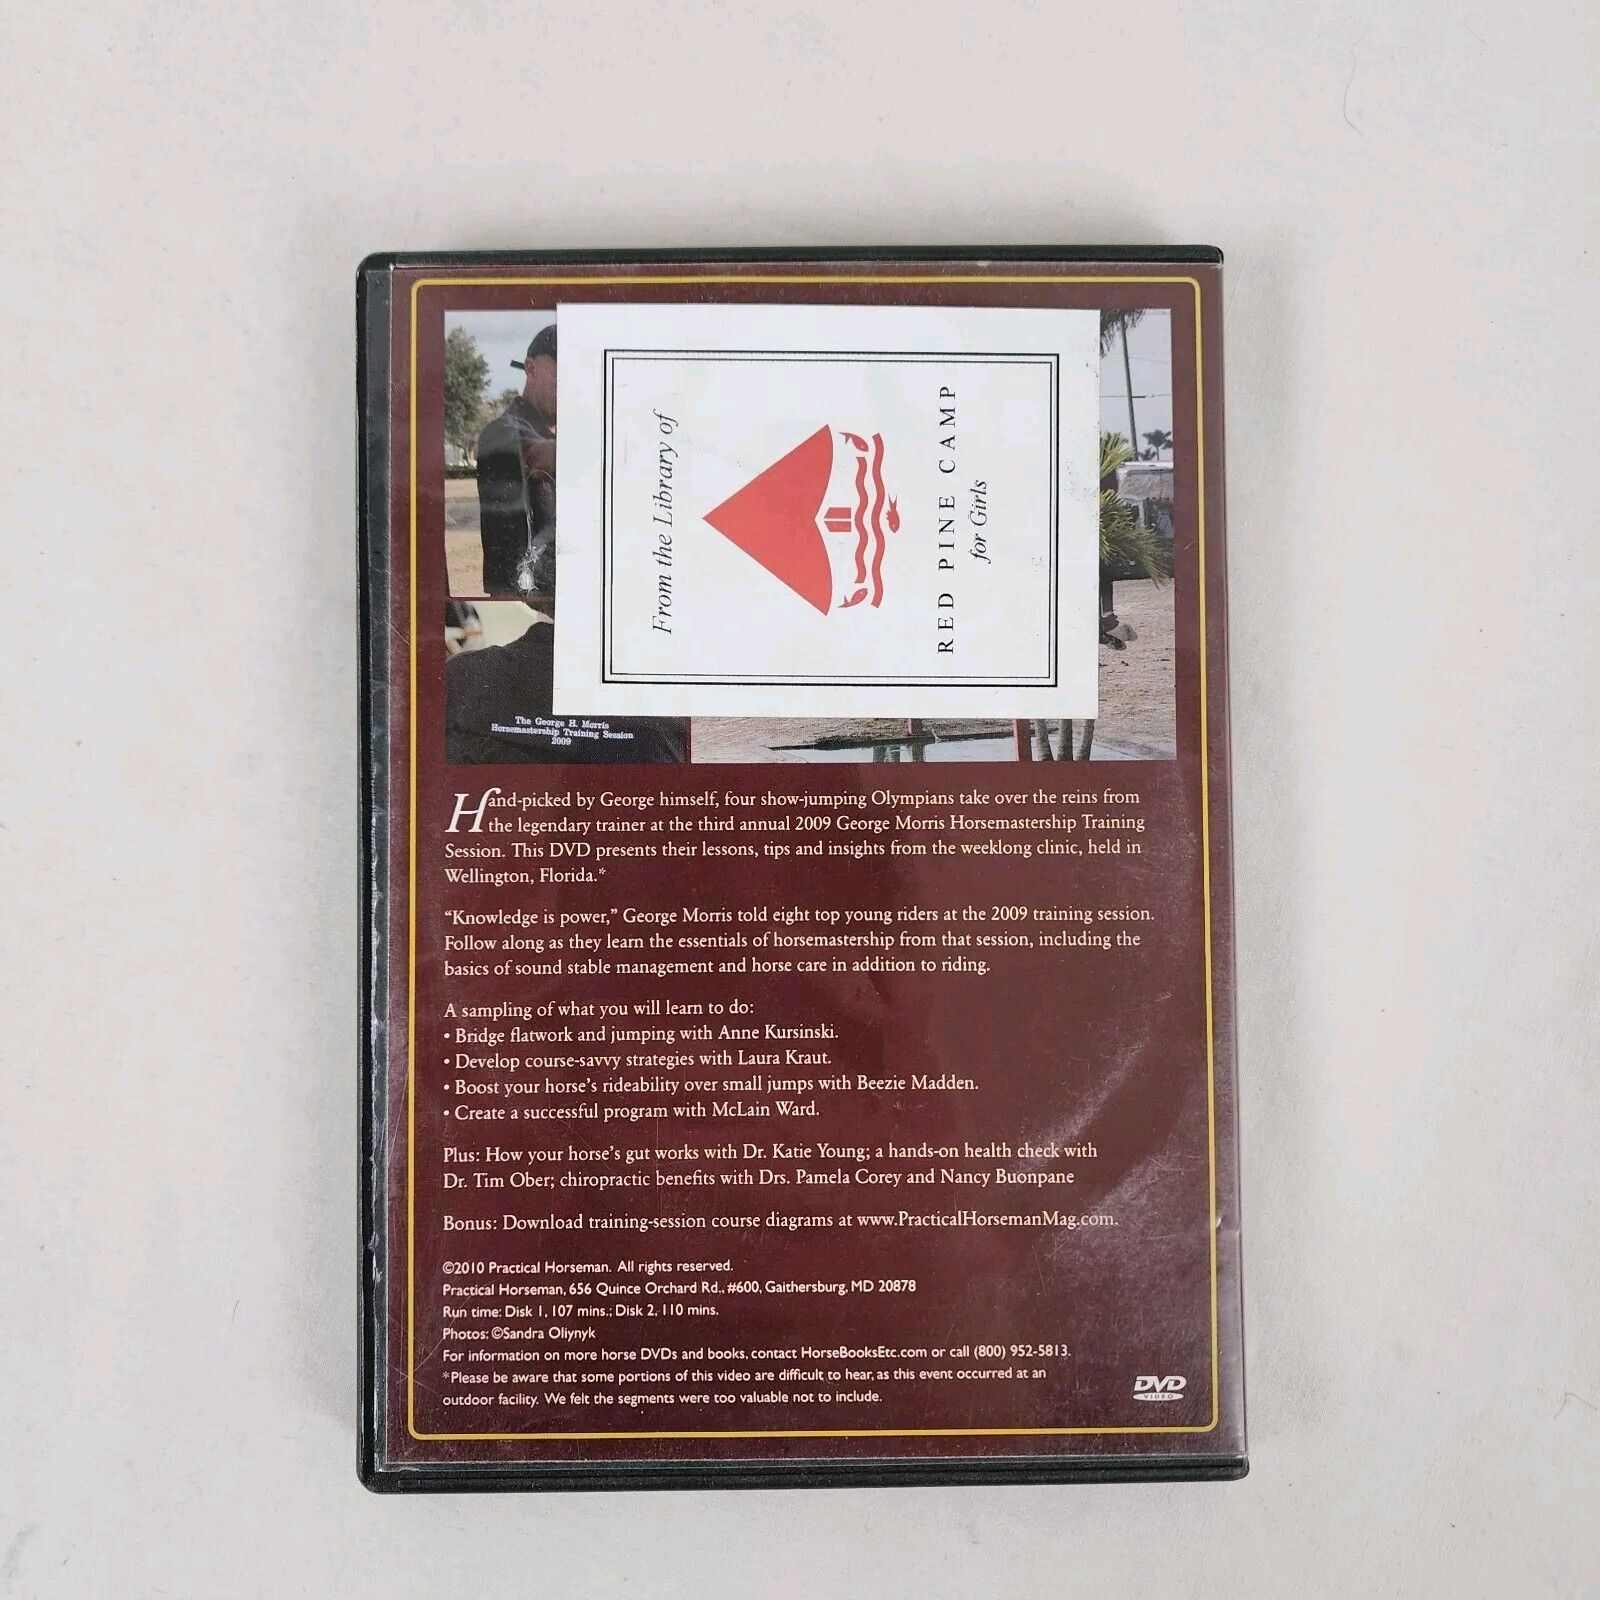 From the Library of
RED PINE CAMP
for Girls
The George H. Morris
Horsemastership Training Session
2009
Hand-picked by George himself, four show-jumping Olympians take over the reins from
the legendary trainer at the third annual 2009 George Morris Horsemastership Training
Session. This DVD presents their lessons, tips and insights from the weeklong clinic, held in
Wellington, Florida.*
“Knowledge is power,” George Morris told eight top young riders at the 2009 training session.
Follow along as they learn the essentials of horsemastership from that session, including the
basics of sound stable management and horse care in addition to riding.
A sampling of what you will learn to do:
• Bridge flatwork and jumping with Anne Kursinski.
• Develop course-savvy strategies with Laura Kraut.
• Boost your horse’s rideability over small jumps with Beezie Madden.
• Create a successful program with McLain Ward.
Plus: How your horse’s gut works with Dr. Katie Young; a hands-on health check with
Dr. Tim Ober; chiropractic benefits with Drs. Pamela Corey and Nancy Buonpane
Bonus: Download training-session course diagrams at www.PracticalHorsemanMag.com.
©2010 Practical Horseman. All rights reserved.
Practical Horseman, 656 Quince Orchard Rd., #600, Gaithersburg, MD 20878
Run time: Disk 1, 107 mins.; Disk 2, 110 mins.
Photos: ©Sandra Oliynyk
For information on more horse DVDs and books, contact HorseBooksEtc.com or call (800) 952-5813.
*Please be aware that some portions of this video are difficult to hear, as this event occurred at an
outdoor facility. We felt the segments were too valuable not to include.
DVD
VIDEO